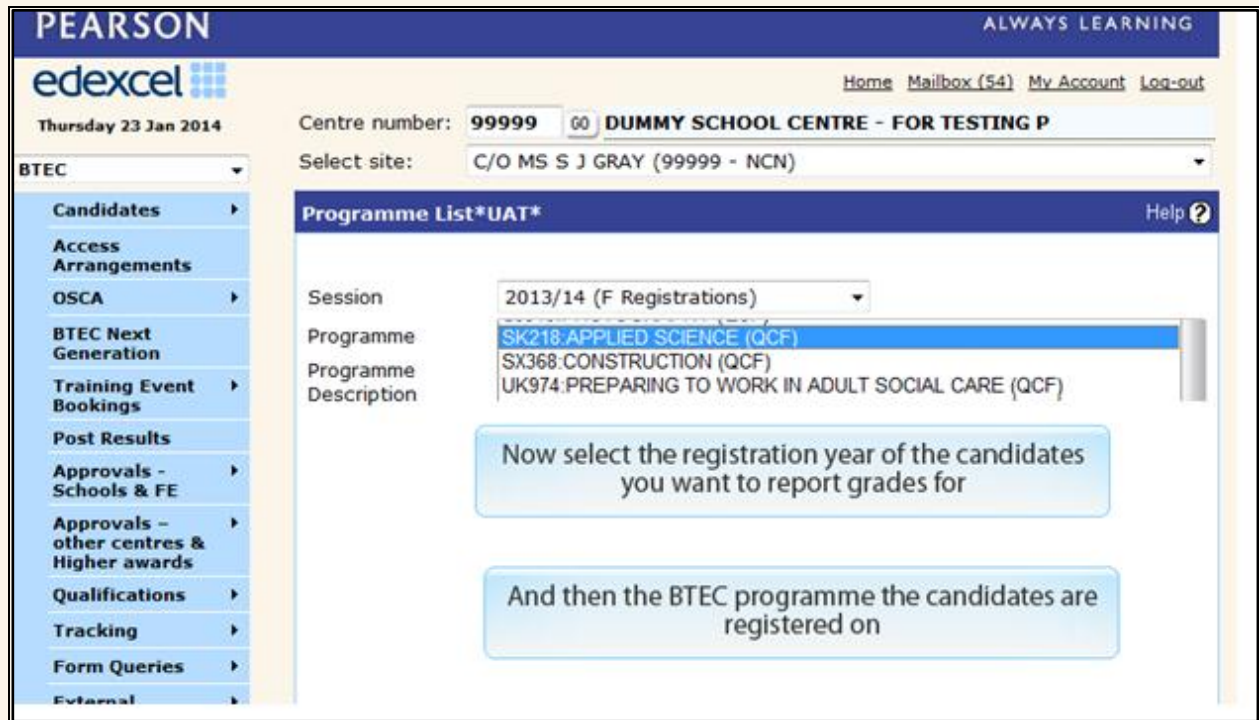 PEARSON
ALWAYS LEARNING
edexcel
Home Mailbox (54) My Account Log-out
Thursday 23 Jan 2014
Centre number: 99999 GO DUMMY SCHOOL CENTRE - FOR TESTING P
Select site: C/O MS S J GRAY (99999 - NCN)
BTEC
Candidates
Access
Arrangements
OSCA
BTEC Next
Generation
Training Event
Bookings
Post Results
Approvals -
Schools & FE
Approvals –
other centres &
Higher awards
Qualifications
Tracking
Form Queries
External
Programme List*UAT*
Help ?
Session 2013/14 (F Registrations)
Programme SK218:APPLIED SCIENCE (QCF)
SX368:CONSTRUCTION (QCF)
Programme
Description
UK974:PREPARING TO WORK IN ADULT SOCIAL CARE (QCF)
Now select the registration year of the candidates
you want to report grades for
And then the BTEC programme the candidates are
registered on